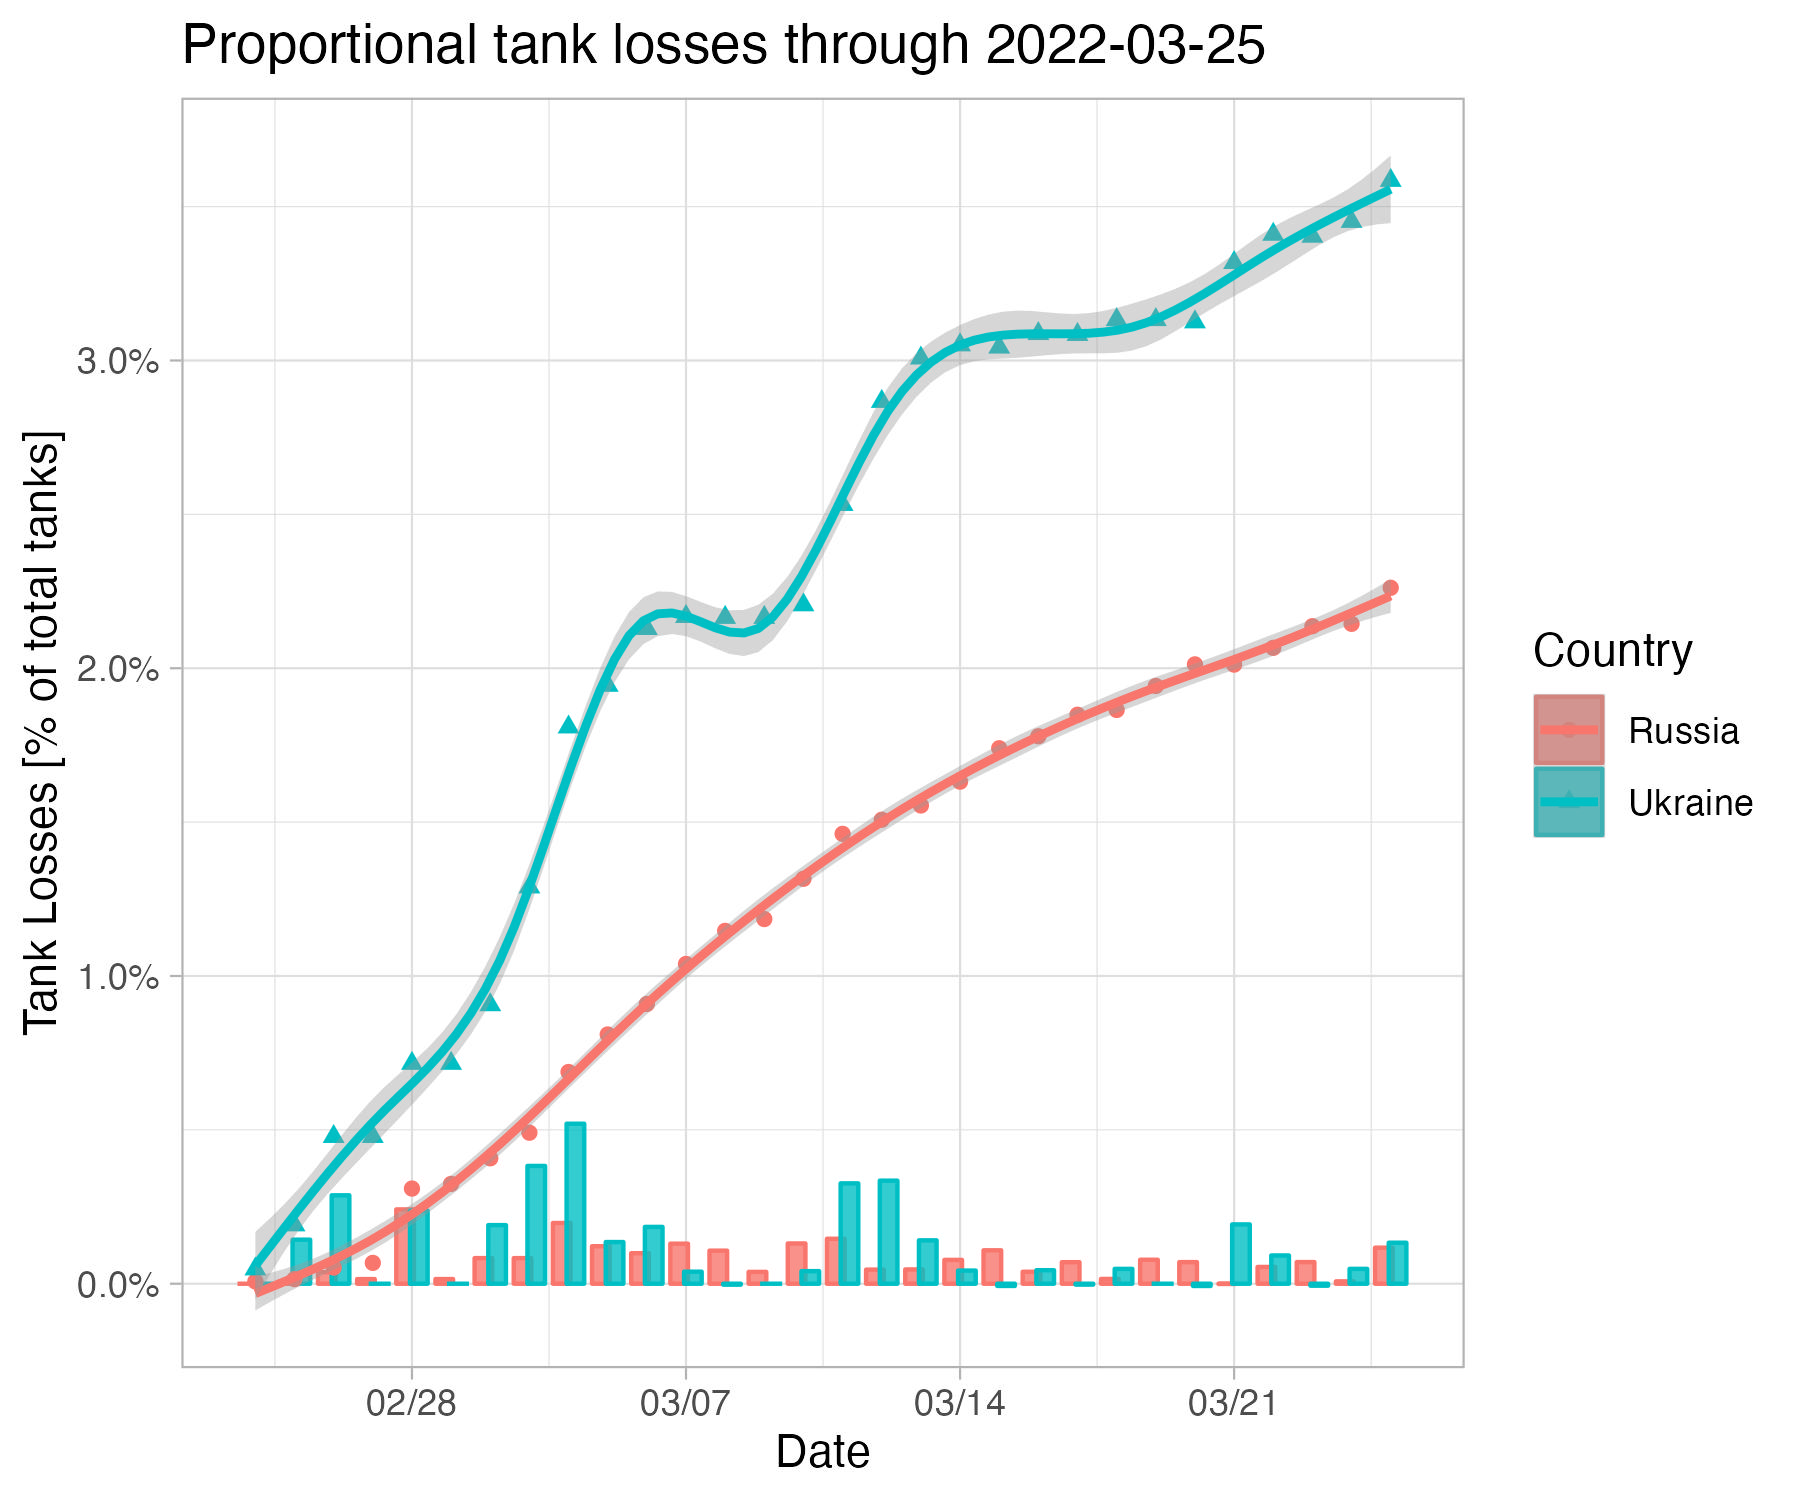 Proportional tank losses through 2022-03-25
Tank Losses [% of total tanks]
3.0%
2.0%
1.0%
0.0%
02/28
03/07
03/14
03/21
Date
Country
Russia
Ukraine